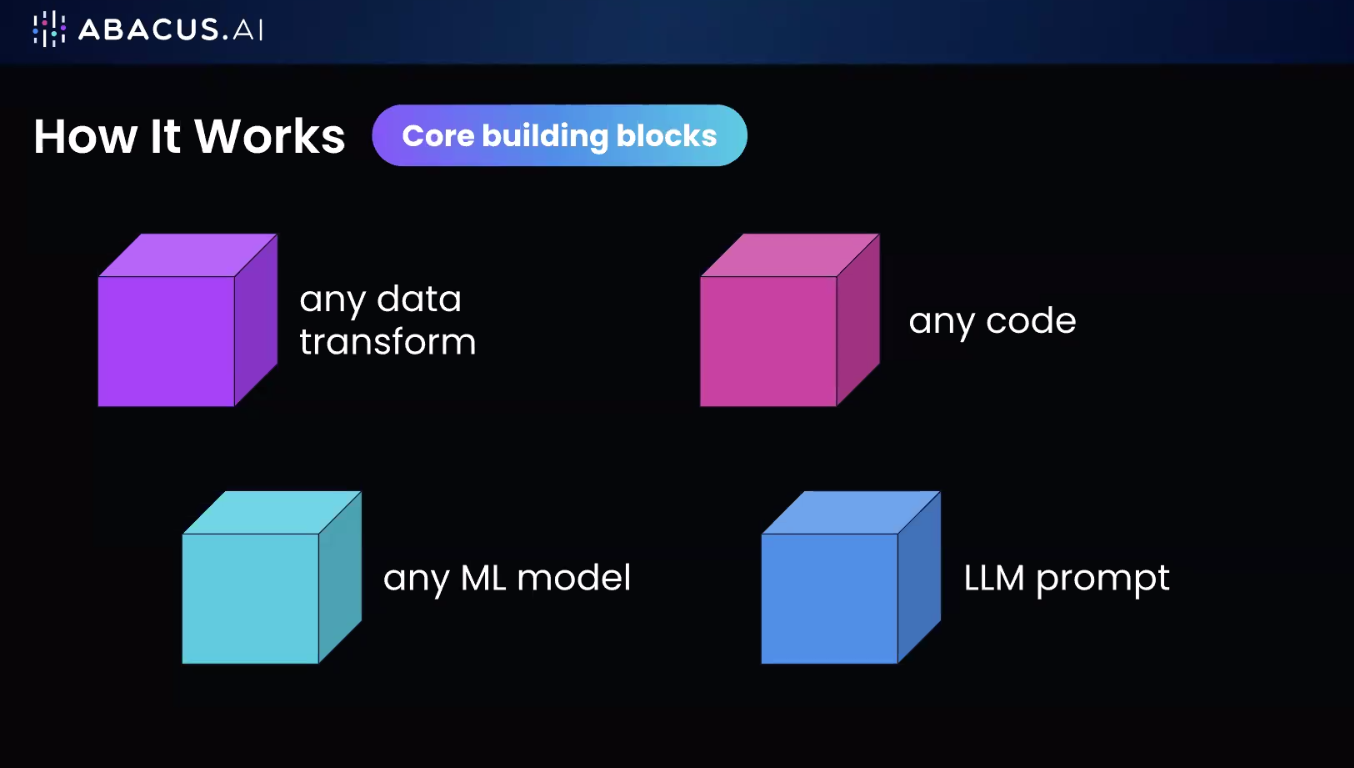 ABACUS.AI
How It Works
Core building blocks
any data
transform
any code
any ML model
LLM prompt